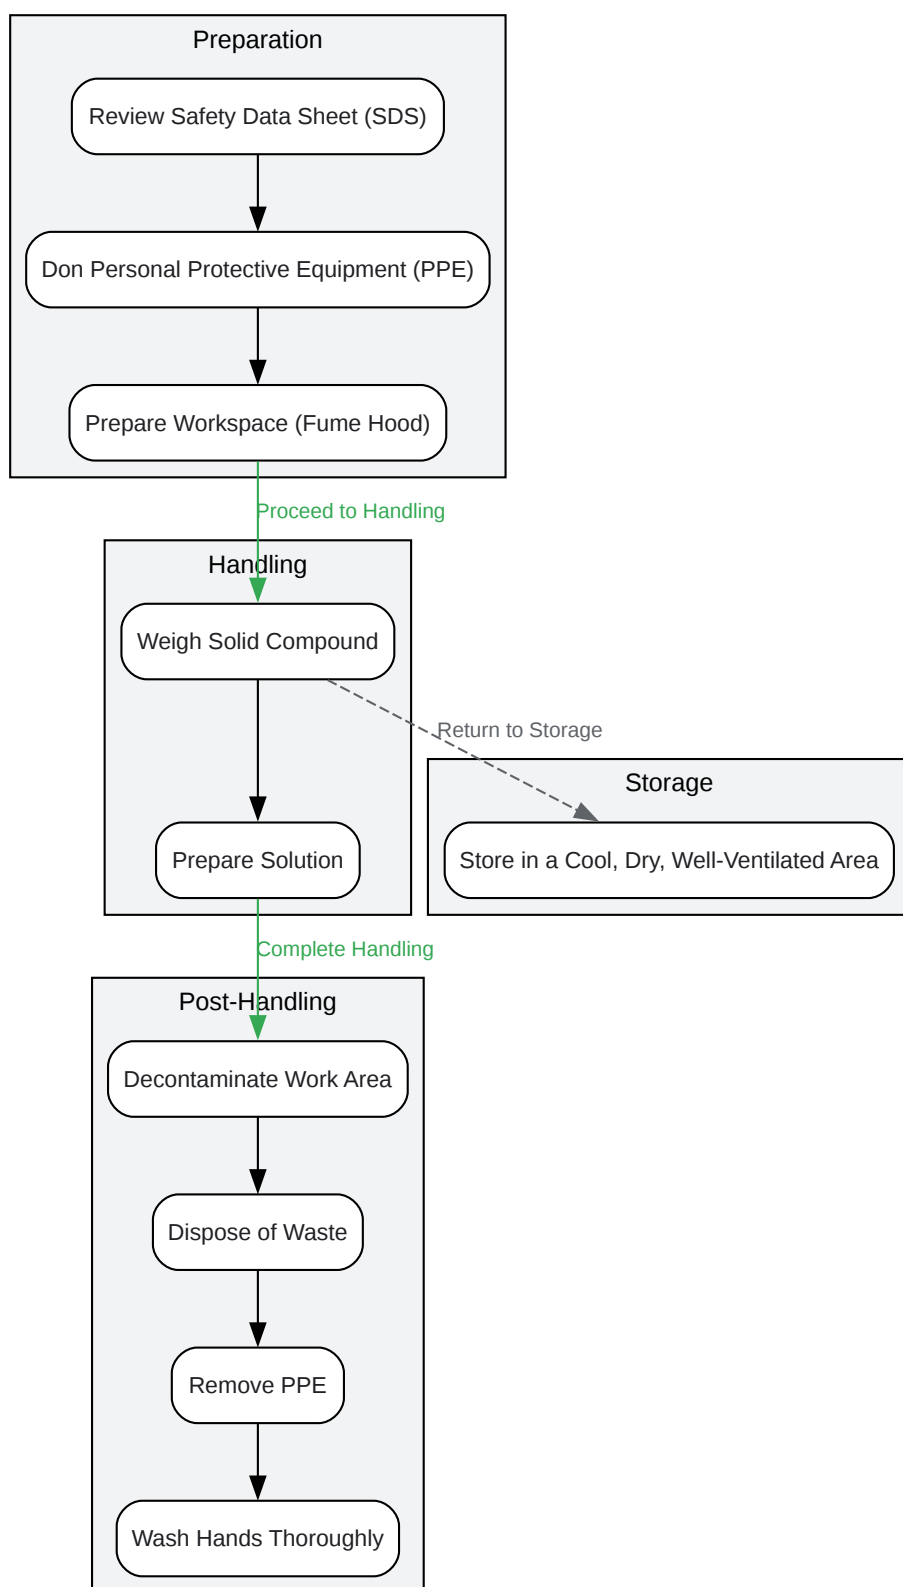 Preparation
Review Safety Data Sheet (SDS)
Don Personal Protective Equipment (PPE)
Prepare Workspace (Fume Hood)
Proceed to Handling
Handling
Weigh Solid Compound
Return to Storage
Storage
Prepare Solution
Store in a Cool, Dry, Well-Ventilated Area
Complete Handling
Post-Handling
Decontaminate Work Area
Dispose of Waste
Remove PPE
Wash Hands Thoroughly